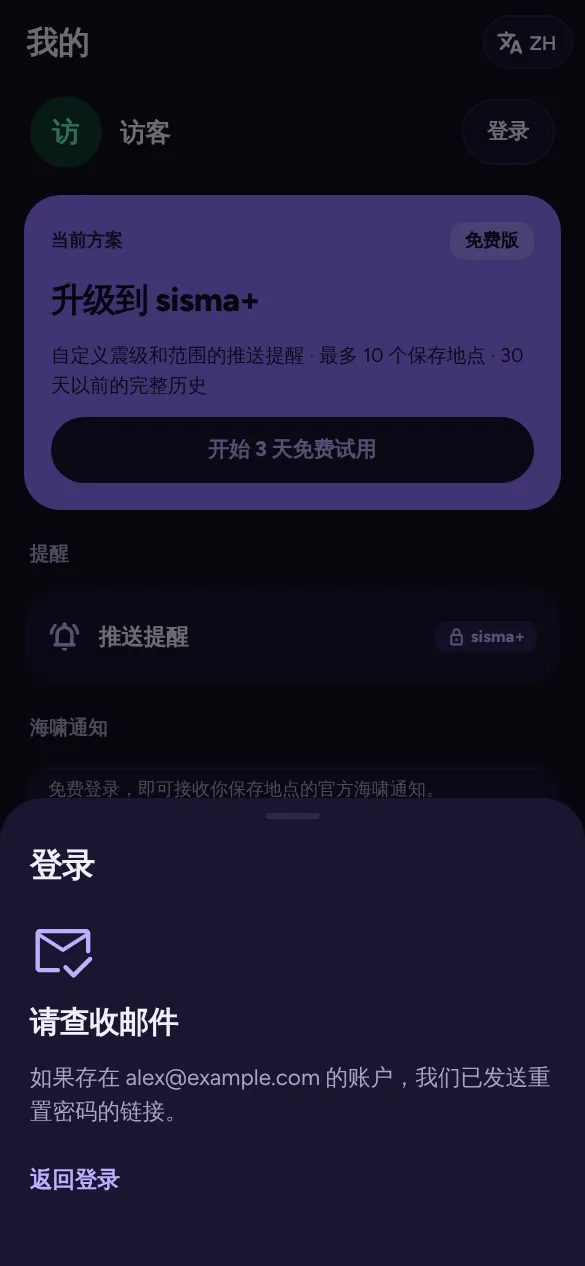 我的
ZH
访
访客
登录
当前方案
免费版
升级到 sisma+
自定义震级和范围的推送提醒 · 最多 10 个保存地点 · 30
天以前的完整历史
开始 3 天免费试用
提醒
推送提醒
sisma+
海啸通知
免费登录，即可接收你保存地点的官方海啸通知。
登录
请查收邮件
如果存在 alex@example.com 的账户，我们已发送重
置密码的链接。
返回登录